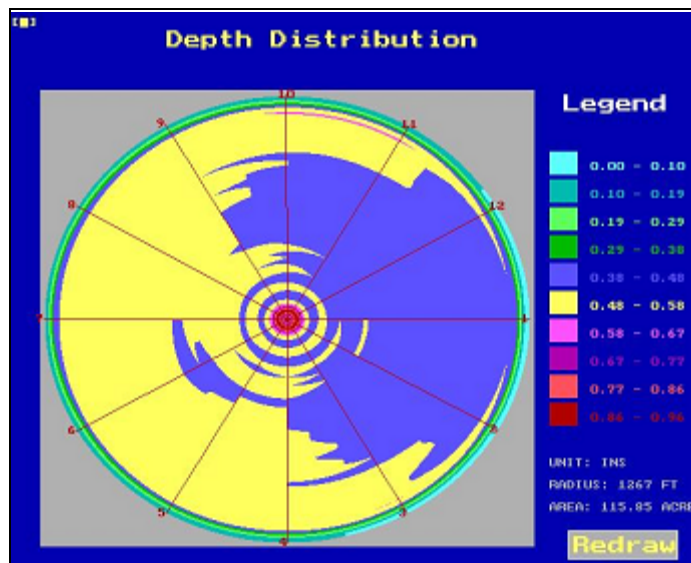 [■]
Depth Distribution
Legend
0.00 - 0.10
0.10 - 0.19
0.19 - 0.29
0.29 - 0.38
0.38 - 0.48
0.48 - 0.58
0.58 - 0.67
0.67 - 0.77
0.77 - 0.86
0.86 - 0.96
10
9
11
8
12
7
1
6
2
5
3
4
UNIT: INS
RADIUS: 1267 FT
AREA: 115.85 ACRE
Redraw